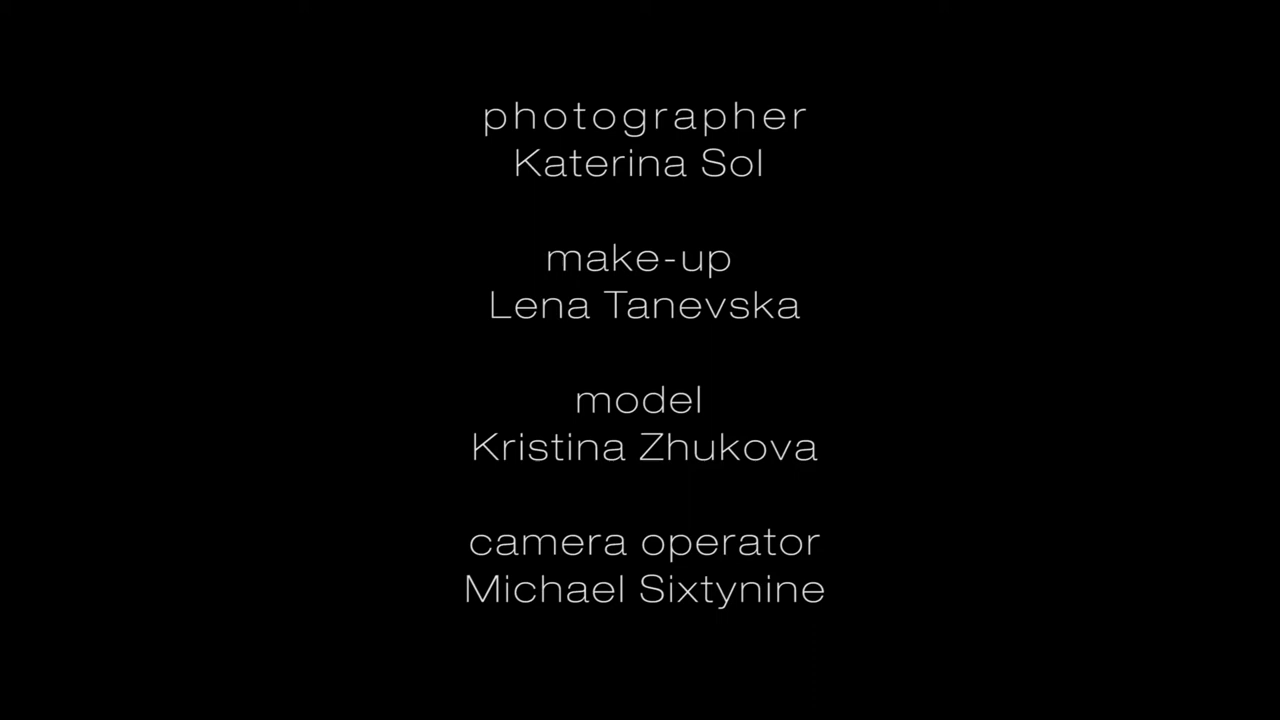 photographer
Katerina Sol
make-up
Lena Tanevska
model
Kristina Zhukova
camera operator
Michael Sixtynine